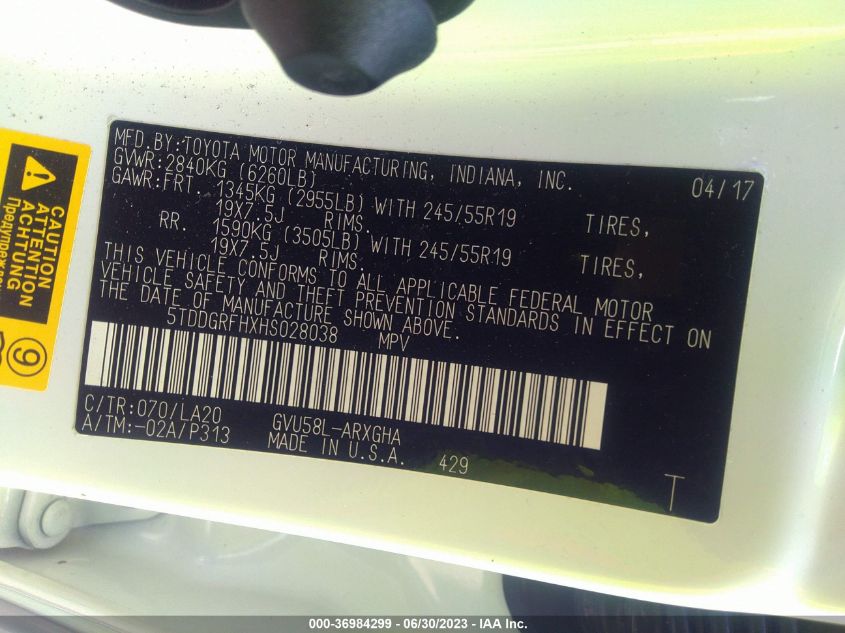 CAUTION
ATTENTION
ACHTUNG
9
MFD.BY:TOYOTA MOTOR MANUFACTURING, INDIANA, INC. 04/17
GVWR:2840KG (6260LB)
GAWR:FRT. 1345KG (2955LB) WITH 245/55R19 TIRES,
19X7.5J RIMS.
RR. 1590KG (3505LB) WITH 245/55R19 TIRES,
19X7.5J RIMS.
THIS VEHICLE CONFORMS TO ALL APPLICABLE FEDERAL MOTOR
VEHICLE SAFETY AND THEFT PREVENTION STANDARDS IN EFFECT ON
THE DATE OF MANUFACTURE SHOWN ABOVE.
5TDDGRFHXHS028038 MPV
C/TR:070/LA20 GVU58L-ARXGHA
A/TM:-02A/P313 MADE IN U.S.A. 429
T
000-36984299 - 06/30/2023 - IAA Inc.